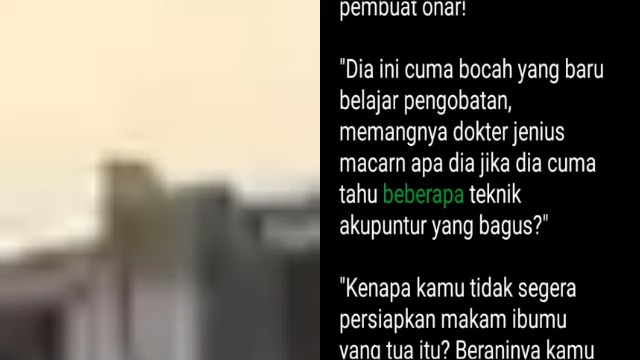 pembuat onar!
"Dia ini cuma bocah yang baru
belajar pengobatan,
memangnya dokter jenius
macarn apa dia jika dia cuma
tahu beberapa teknik
akupuntur yang bagus?"
"Kenapa kamu tidak segera
persiapkan makam ibumu
yang tua itu? Beraninya kamu